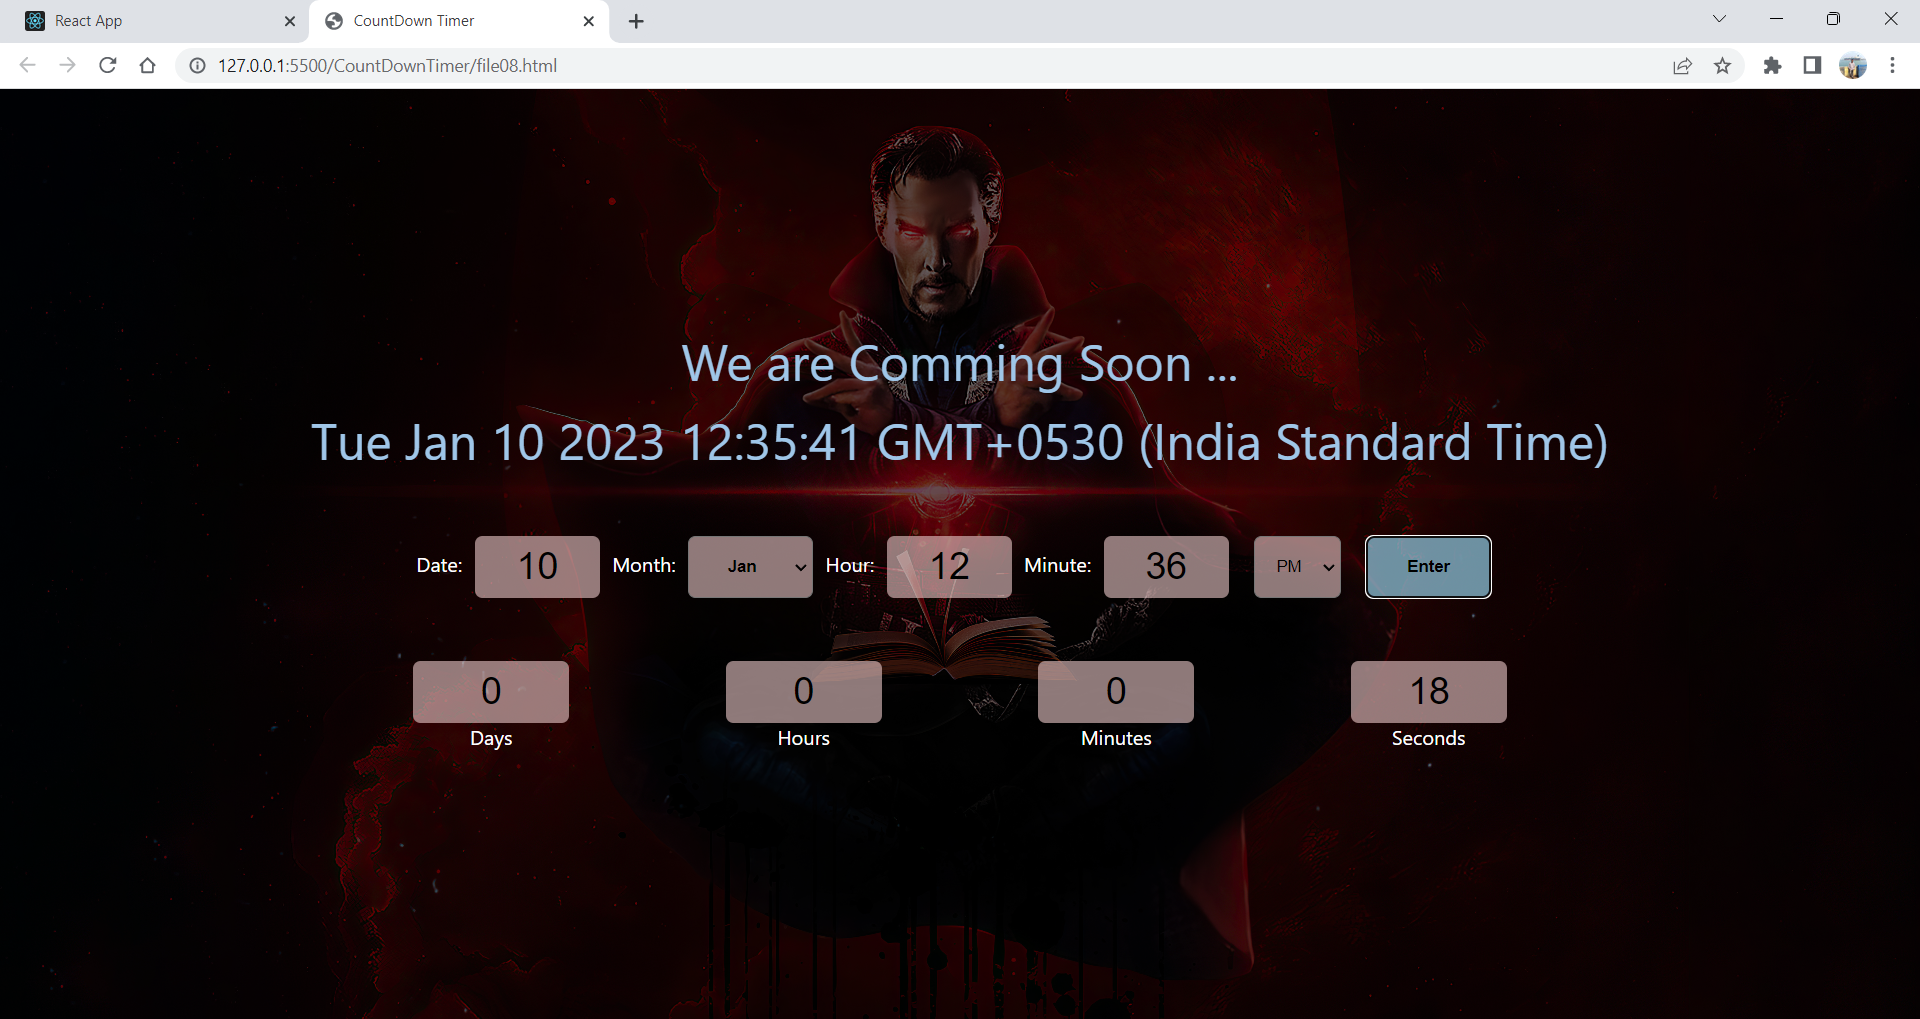 React App
CountDown Timer
127.0.0.1:5500/CountDownTimer/file08.html
We are Comming Soon ...
Tue Jan 10 2023 12:35:41 GMT+0530 (India Standard Time)
Date: 10 Month: Jan Hour: 12 Minute: 36 PM Enter
0 0 0 18
Days Hours Minutes Seconds